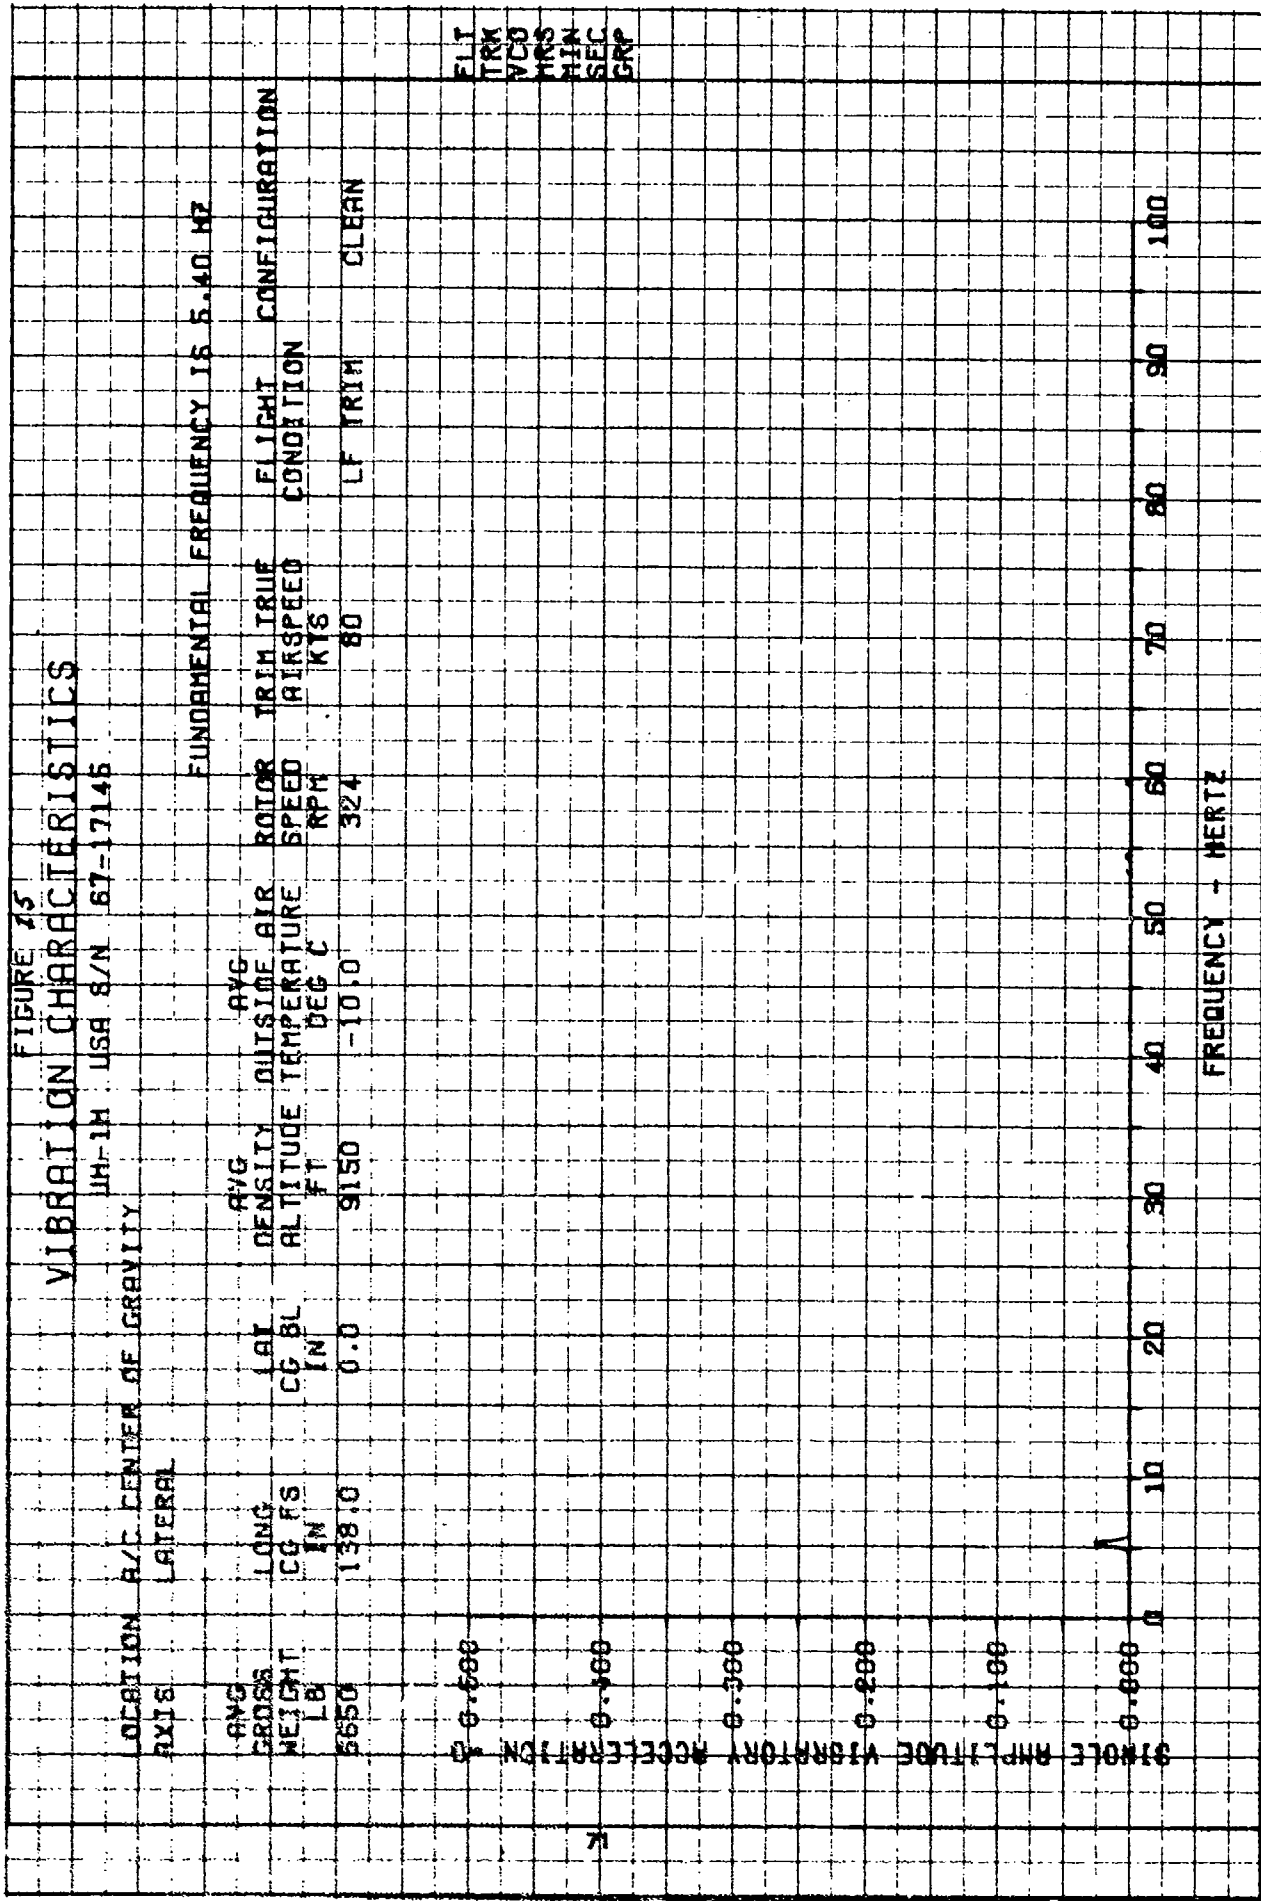 FIGURE 15
VIBRATION CHARACTERISTICS
UH-1H USA S/N 67-17145
LOCATION A/C CENTER OF GRAVITY
AXIS LATERAL
FUNDAMENTAL FREQUENCY IS 5.40 HZ
AVG AVG AVG
GROSS LONG LAT DENSITY OUTSIDE AIR ROTOR TRIM TRUE FLIGHT CONFIGURATION
WEIGHT CG FS CG BL ALTITUDE TEMPERATURE SPEED AIRSPEED CONDITION
LB IN IN FT DEG C RPM KTS
6650 138.0 0.0 9150 -10.0 324 80 LF TRIM CLEAN
FLT
TRK
VCO
HRS
MIN
SEC
GRP
SINGLE AMPLITUDE VIBRATORY ACCELERATION -G
0.500
0.400
0.300
0.200
0.100
0.000
0 10 20 30 40 50 60 70 80 90 100
FREQUENCY - HERTZ
71